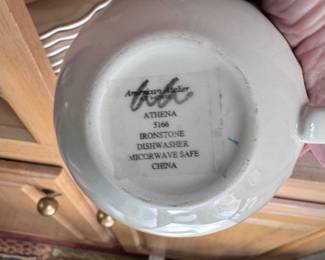 American Atelier
ATHENA
5166
IRONSTONE
DISHWASHER
MICORWAVE SAFE
CHINA